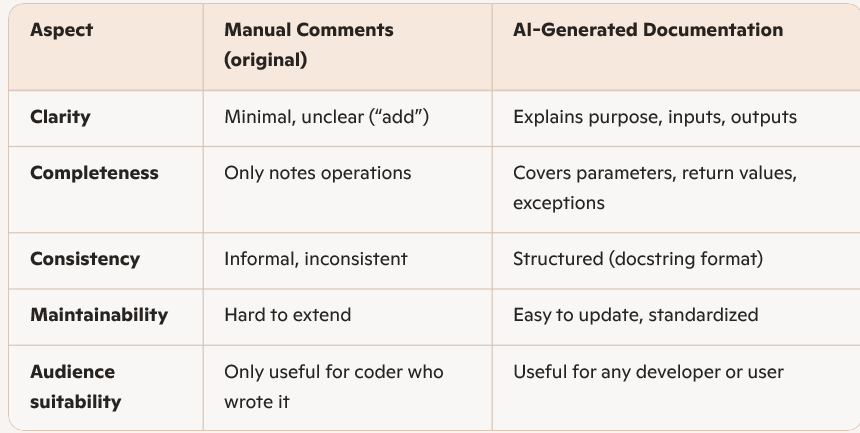 Aspect
Manual Comments
(original)
AI-Generated Documentation
Clarity
Minimal, unclear (“add”)
Explains purpose, inputs, outputs
Completeness
Only notes operations
Covers parameters, return values,
exceptions
Consistency
Informal, inconsistent
Structured (docstring format)
Maintainability
Hard to extend
Easy to update, standardized
Audience
suitability
Only useful for coder who
wrote it
Useful for any developer or user